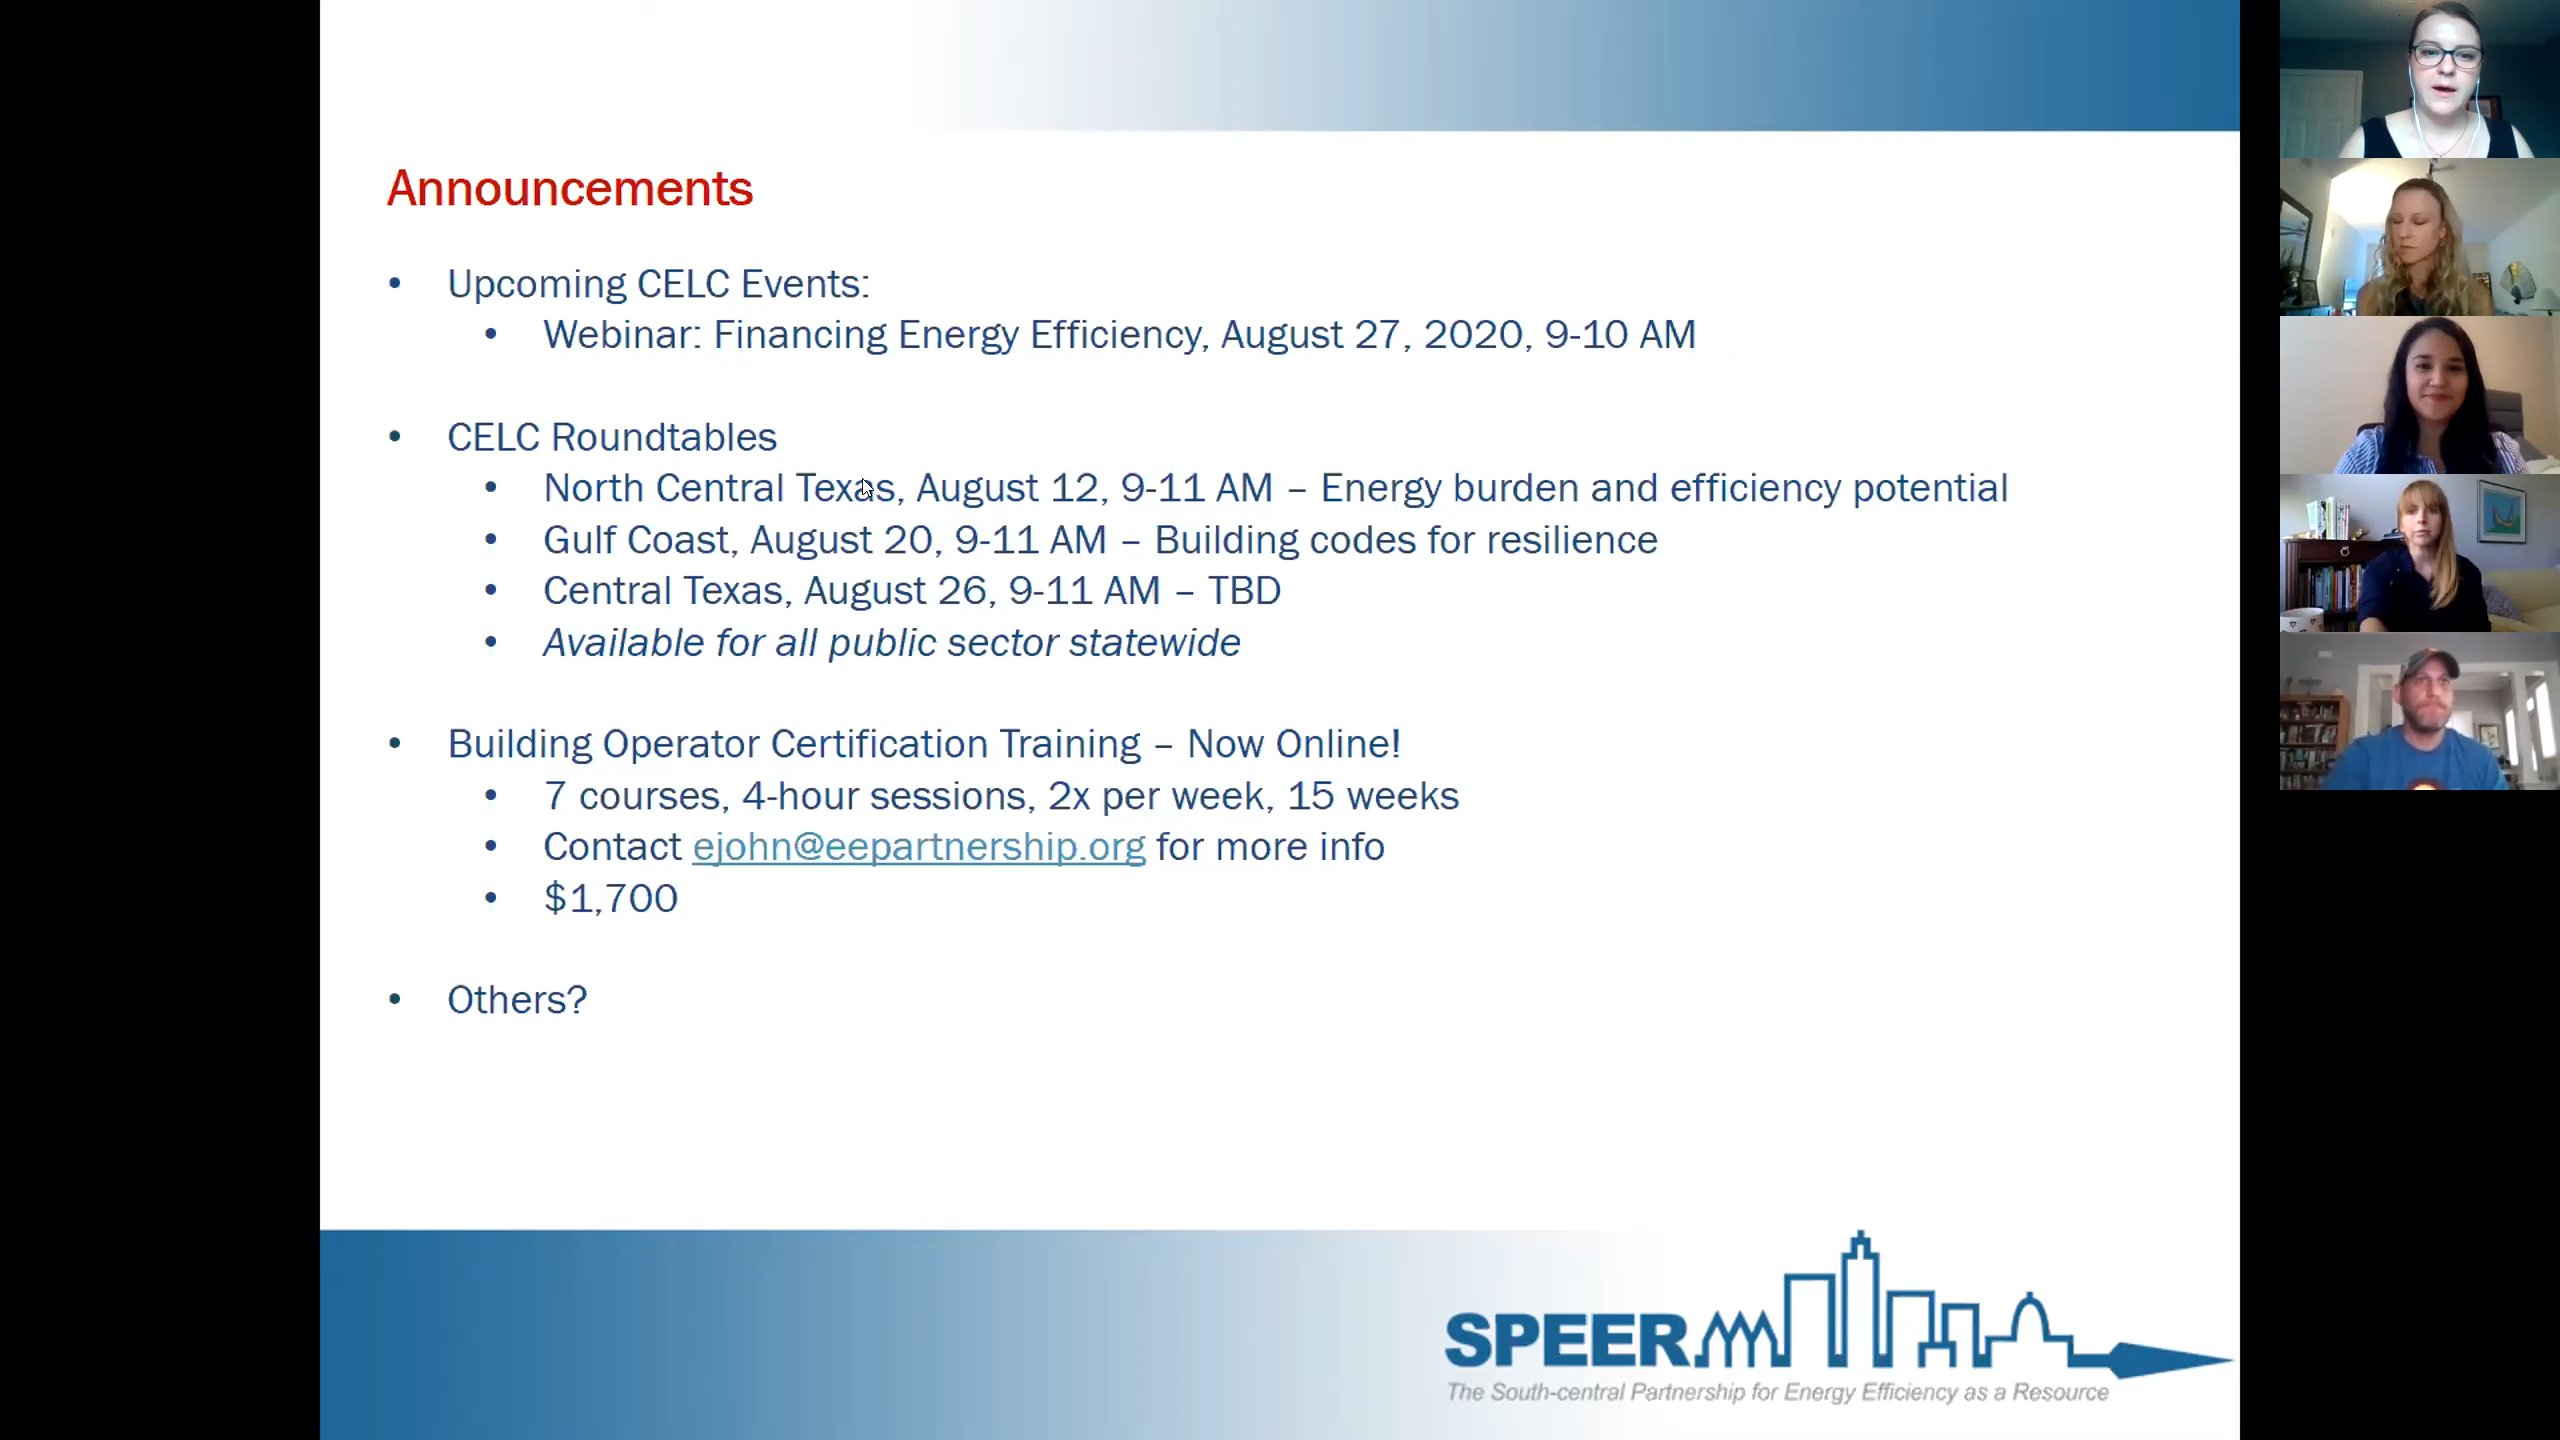 Announcements
• Upcoming CELC Events:
• Webinar: Financing Energy Efficiency, August 27, 2020, 9-10 AM
• CELC Roundtables
• North Central Texas, August 12, 9-11 AM – Energy burden and efficiency potential
• Gulf Coast, August 20, 9-11 AM – Building codes for resilience
• Central Texas, August 26, 9-11 AM – TBD
• Available for all public sector statewide
• Building Operator Certification Training – Now Online!
• 7 courses, 4-hour sessions, 2x per week, 15 weeks
• Contact ejohn@eepartnership.org for more info
• $1,700
• Others?
SPEER
The South-central Partnership for Energy Efficiency as a Resource